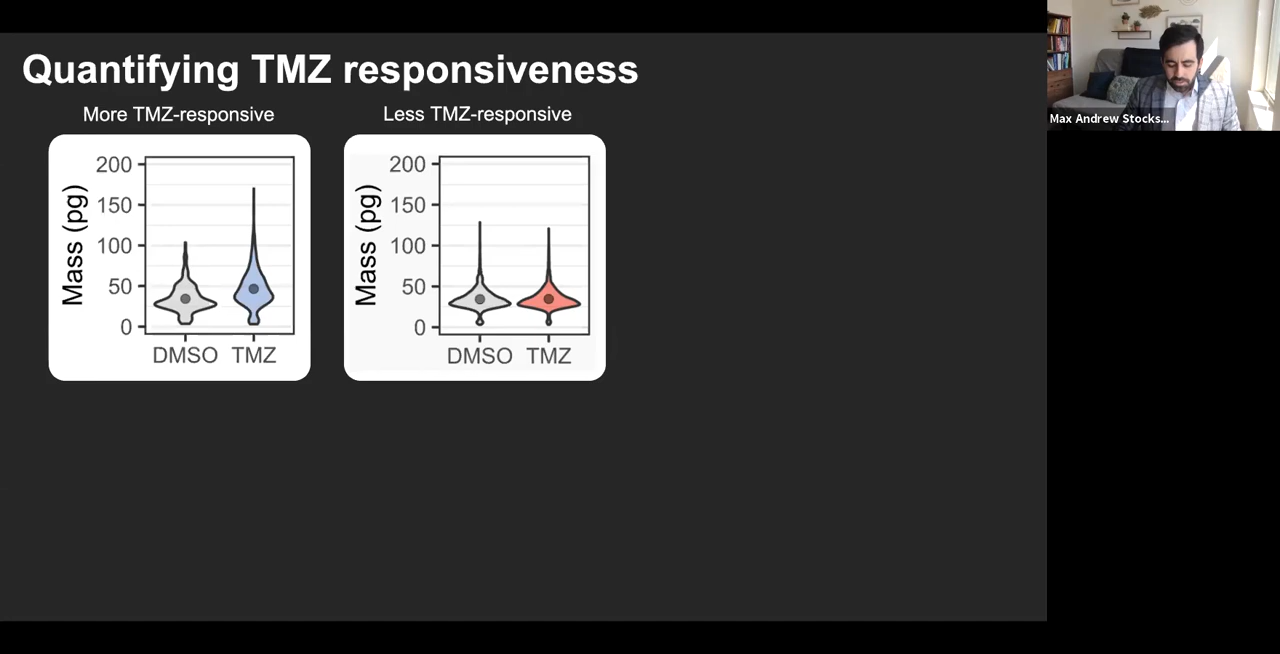 Quantifying TMZ responsiveness
More TMZ-responsive
Less TMZ-responsive
Mass (pg)
200
150
100
50
0
DMSO TMZ
Mass (pg)
200
150
100
50
0
DMSO TMZ
Max Andrew Stocks...